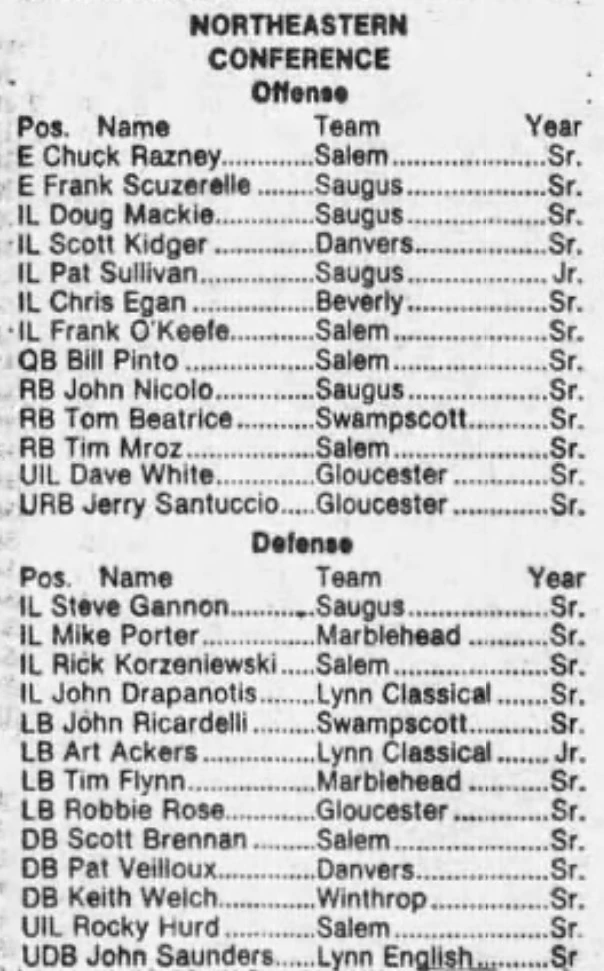 NORTHEASTERN
CONFERENCE
Offense
Pos. Name Team Year
E Chuck Razney............Salem......................Sr.
E Frank Scuzerelle ........Saugus....................Sr.
IL Doug Mackie..............Saugus....................Sr.
IL Scott Kidger ..............Danvers...................Sr.
IL Pat Sullivan................Saugus.................... Jr.
IL Chris Egan .................Beverly....................Sr.
IL Frank O'Keefe............Salem......................Sr.
QB Bill Pinto ..................Salem......................Sr.
RB John Nicolo..............Saugus....................Sr.
RB Tom Beatrice...........Swampscott............Sr.
RB Tim Mroz..................Salem......................Sr.
UIL Dave White..............Gloucester ..............Sr.
URB Jerry Santuccio.....Gloucester ..............Sr.
Defense
Pos. Name Team Year
IL Steve Gannon............Saugus....................Sr.
IL Mike Porter................Marblehead ............Sr.
IL Rick Korzeniewski.....Salem......................Sr.
IL John Drapanotis........Lynn Classical ........Sr.
LB John Ricardelli.........Swampscott............Sr.
LB Art Ackers ................Lynn Classical ....... Jr.
LB Tim Flynn..................Marblehead ............Sr.
LB Robbie Rose.............Gloucester ..............Sr.
DB Scott Brennan .........Salem......................Sr.
DB Pat Veilloux..............Danvers...................Sr.
DB Keith Welch..............Winthrop .................Sr.
UIL Rocky Hurd .............Salem......................Sr.
UDB John Saunders......Lynn English...........Sr